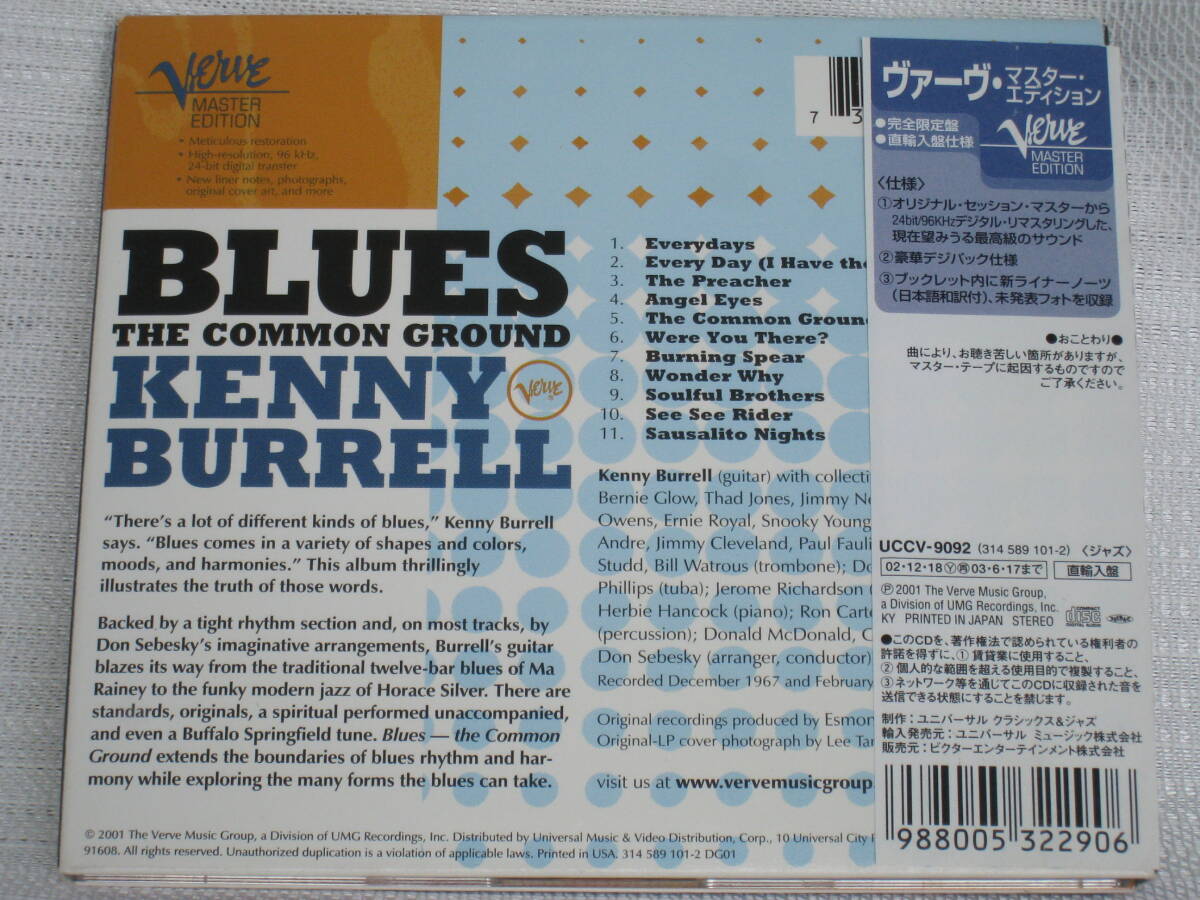 Verve
MASTER
EDITION
• Meticulous restoration
• High-resolution, 96 kHz,
24-bit digital transfer
• New liner notes, photographs,
original cover art, and more
BLUES
THE COMMON GROUND
KENNY
BURRELL
Verve
“There’s a lot of different kinds of blues,” Kenny Burrell
says. “Blues comes in a variety of shapes and colors,
moods, and harmonies.” This album thrillingly
illustrates the truth of those words.
Backed by a tight rhythm section and, on most tracks, by
Don Sebesky’s imaginative arrangements, Burrell’s guitar
blazes its way from the traditional twelve-bar blues of Ma
Rainey to the funky modern jazz of Horace Silver. There are
standards, originals, a spiritual performed unaccompanied,
and even a Buffalo Springfield tune. Blues — the Common
Ground extends the boundaries of blues rhythm and har-
mony while exploring the many forms the blues can take.
7 3
1. Everydays
2. Every Day (I Have the
3. The Preacher
4. Angel Eyes
5. The Common Ground
6. Were You There?
7. Burning Spear
8. Wonder Why
9. Soulful Brothers
10. See See Rider
11. Sausalito Nights
Kenny Burrell (guitar) with collecti
Bernie Glow, Thad Jones, Jimmy No
Owens, Ernie Royal, Snooky Young
Andre, Jimmy Cleveland, Paul Fauli
Studd, Bill Watrous (trombone); Do
Phillips (tuba); Jerome Richardson
Herbie Hancock (piano); Ron Carte
(percussion); Donald McDonald, G
Don Sebesky (arranger, conductor)
Recorded December 1967 and February
Original recordings produced by Esmon
Original-LP cover photograph by Lee Tan
visit us at www.vervemusicgroup.
© 2001 The Verve Music Group, a Division of UMG Recordings, Inc. Distributed by Universal Music & Video Distribution, Corp., 10 Universal City
91608. All rights reserved. Unauthorized duplication is a violation of applicable laws. Printed in USA. 314 589 101-2 DG01
ヴァーヴ・マスター・エディション
●完全限定盤
●直輸入盤仕様
Verve
MASTER
EDITION
〈仕様〉
①オリジナル・セッション・マスターから
24bit/96KHzデジタル・リマスタリングした、
現在望みうる最高級のサウンド
②豪華デジパック仕様
③ブックレット内に新ライナーノーツ
（日本語和訳付）、未発表フォトを収録
●おことわり●
曲により、お聴き苦しい箇所がありますが、
マスター・テープに起因するものですので
ご了承ください。
UCCV-9092 (314 589 101-2) 〈ジャズ〉
02・12・18Ⓨ㊢03・6・17まで 直輸入盤
Ⓟ2001 The Verve Music Group,
a Division of UMG Recordings, Inc.
KY PRINTED IN JAPAN STEREO
COMPACT disc DIGITAL AUDIO
●このCDを、著作権法で認められている権利者の
許諾を得ずに、①賃貸業に使用すること、
②個人的な範囲を超える使用目的で複製すること、
③ネットワーク等を通じてこのCDに収録された音を
送信できる状態にすることを禁じます。
制作：ユニバーサル クラシックス&ジャズ
輸入発売元：ユニバーサル ミュージック株式会社
販売元：ビクターエンターテインメント株式会社
988005 322906